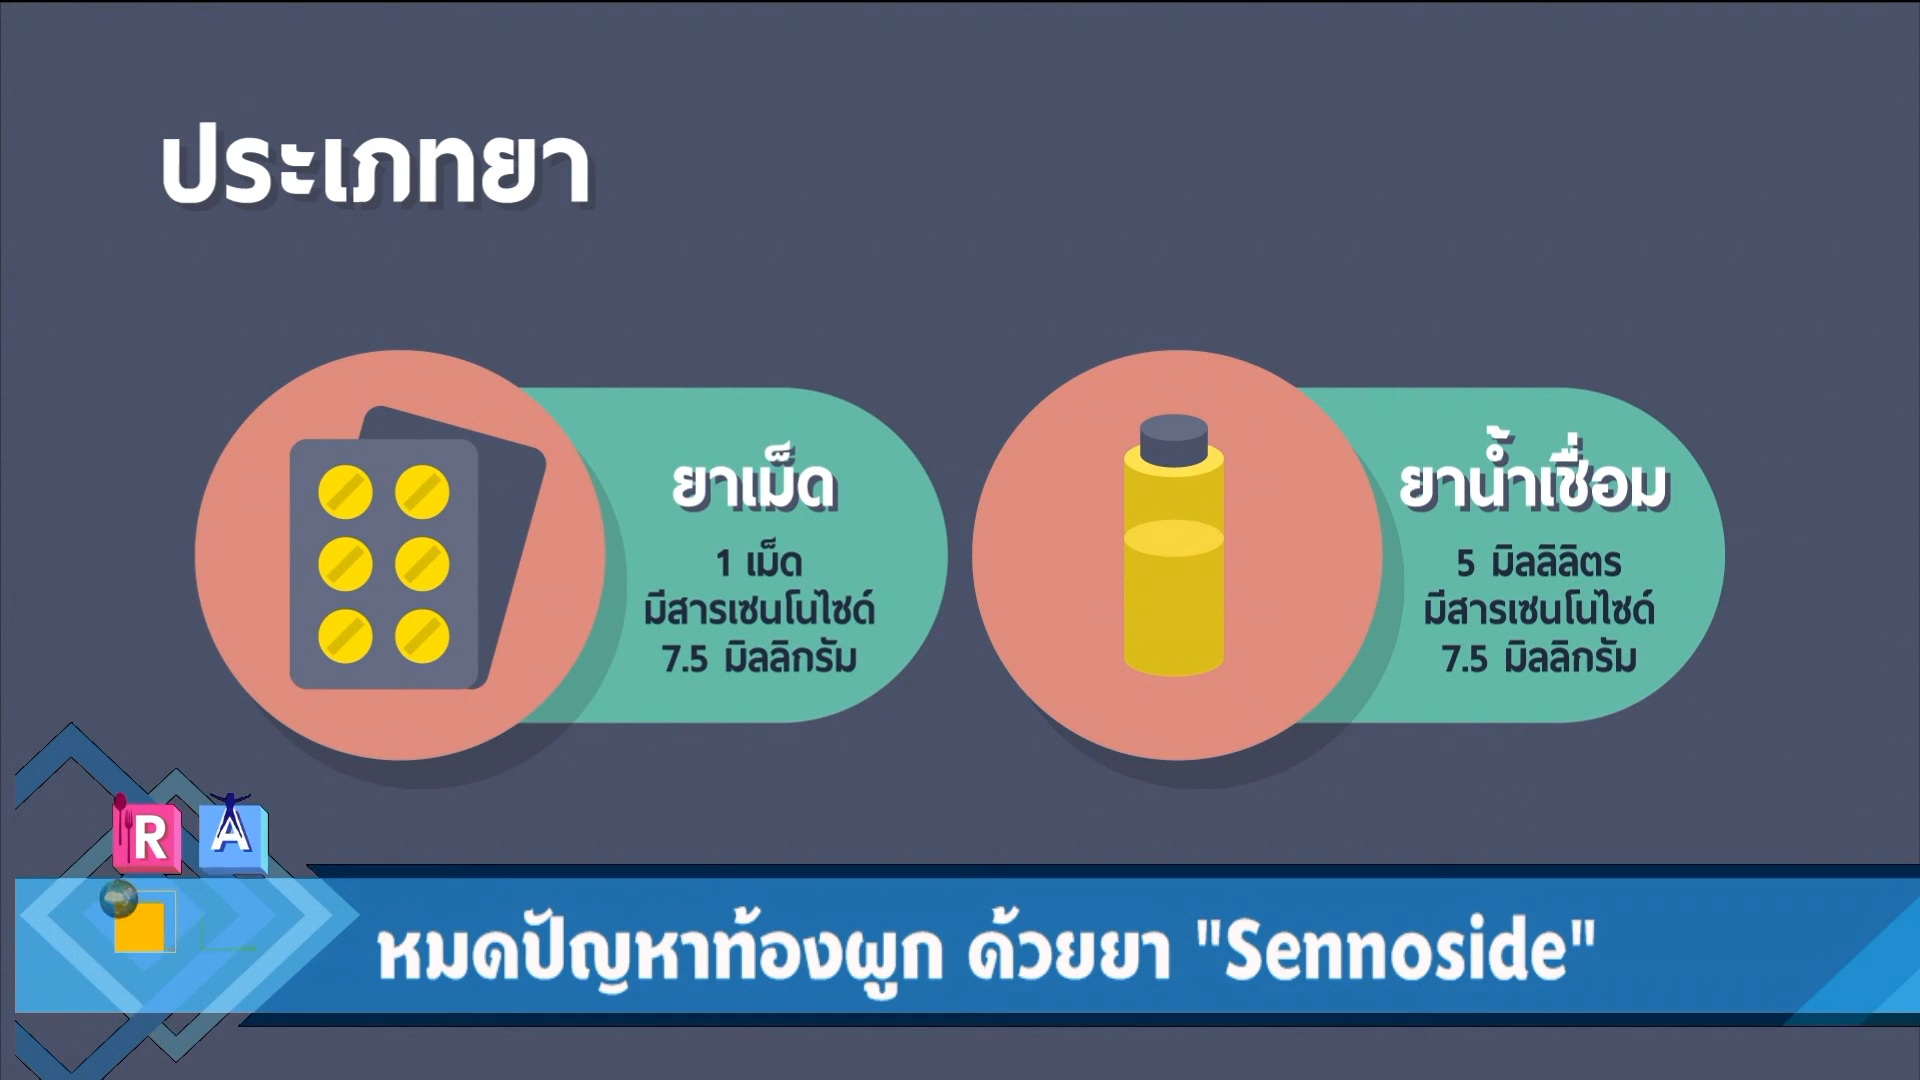 ประเภทยา
ยาเม็ด
1 เม็ด
มีสารเซนโนไซด์
7.5 มิลลิกรัม
ยาน้ำเชื่อม
5 มิลลิลิตร
มีสารเซนโนไซด์
7.5 มิลลิกรัม
R A
หมดปัญหาท้องผูก ด้วยยา "Sennoside"